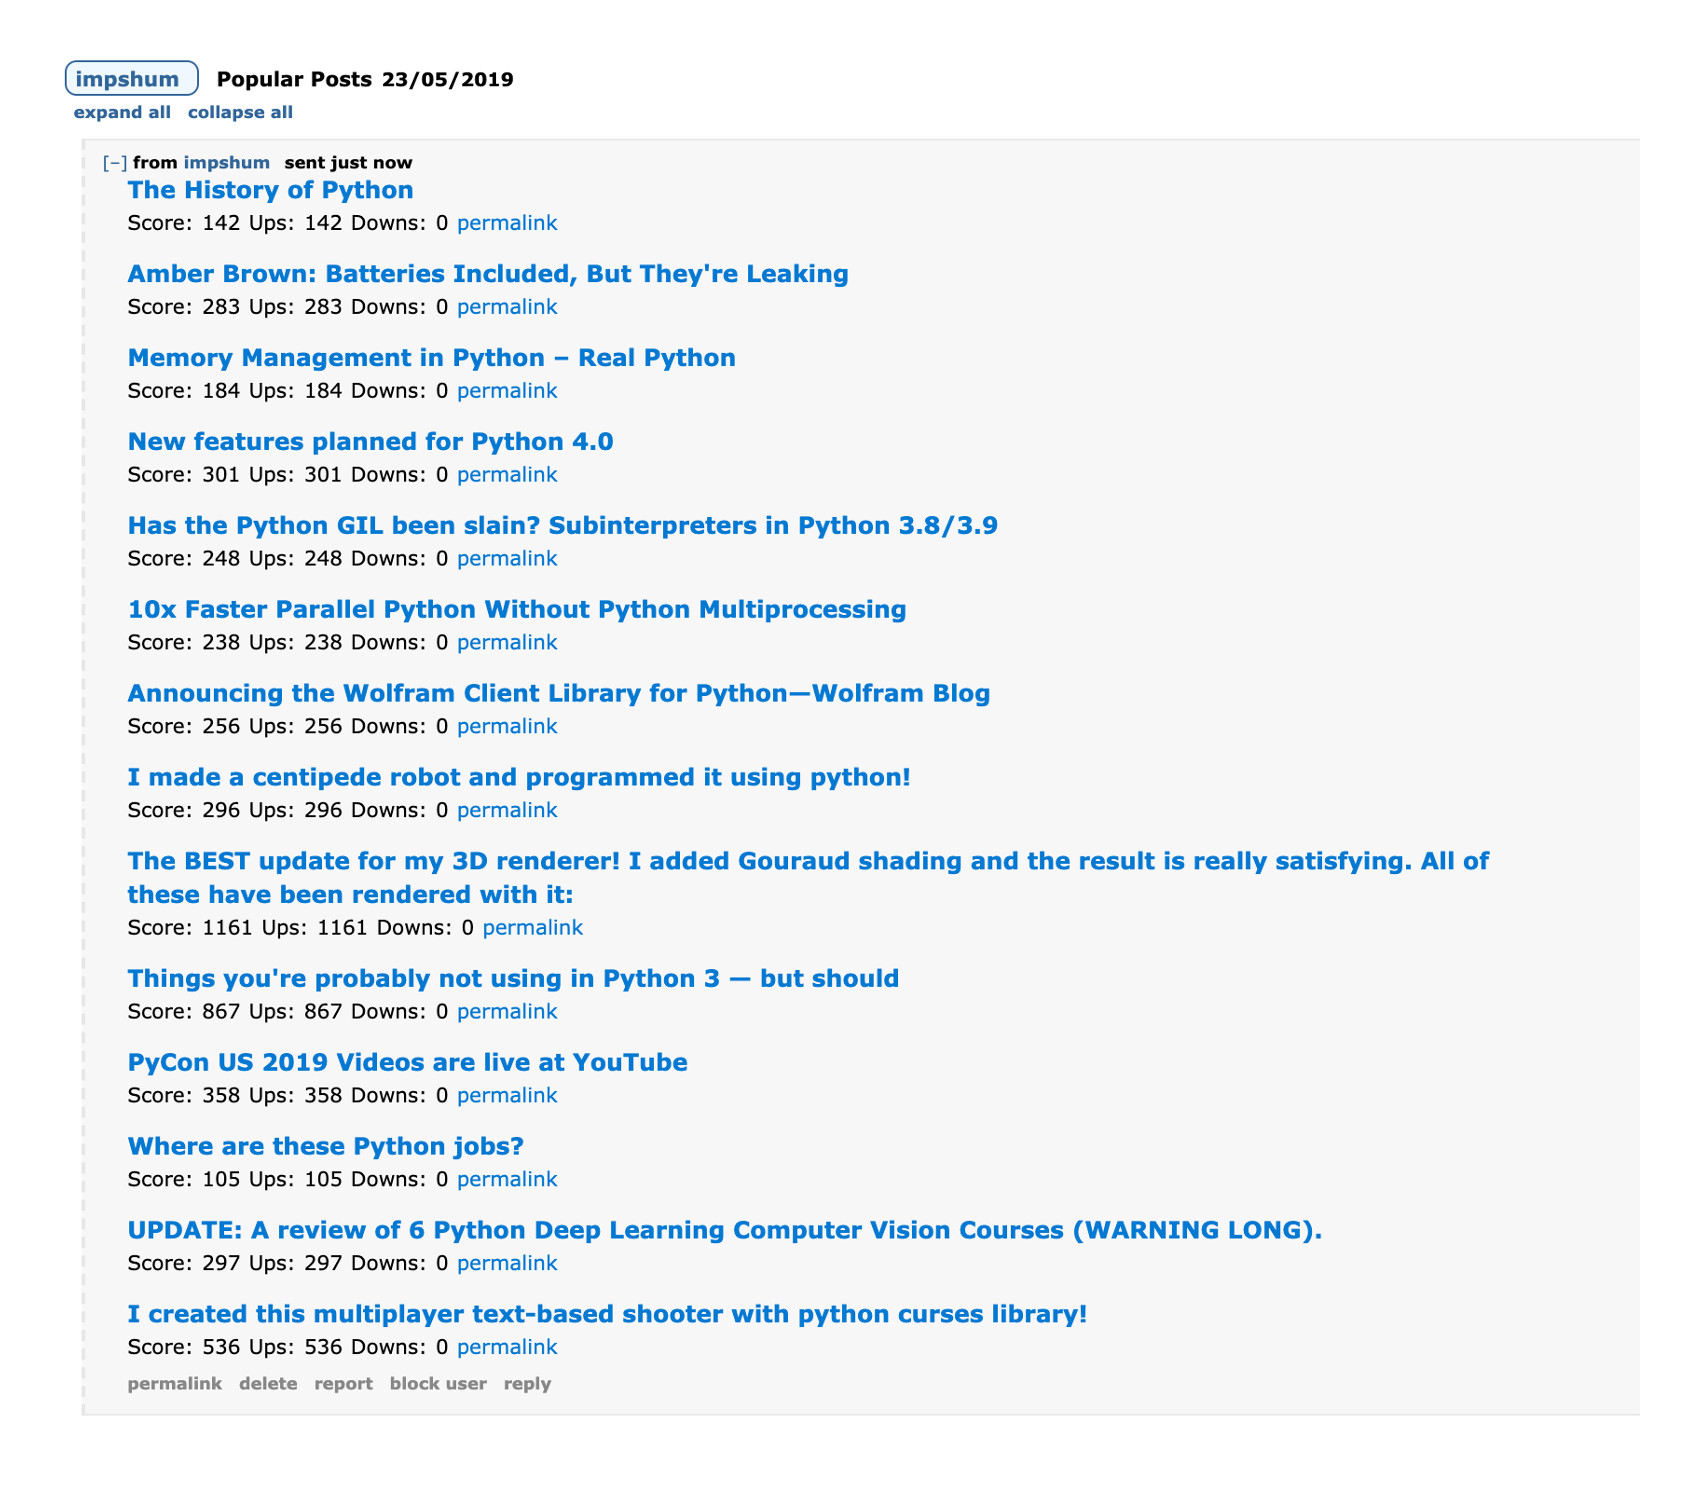 impshum Popular Posts 23/05/2019
expand all collapse all
[–] from impshum sent just now
The History of Python
Score: 142 Ups: 142 Downs: 0 permalink
Amber Brown: Batteries Included, But They're Leaking
Score: 283 Ups: 283 Downs: 0 permalink
Memory Management in Python – Real Python
Score: 184 Ups: 184 Downs: 0 permalink
New features planned for Python 4.0
Score: 301 Ups: 301 Downs: 0 permalink
Has the Python GIL been slain? Subinterpreters in Python 3.8/3.9
Score: 248 Ups: 248 Downs: 0 permalink
10x Faster Parallel Python Without Python Multiprocessing
Score: 238 Ups: 238 Downs: 0 permalink
Announcing the Wolfram Client Library for Python—Wolfram Blog
Score: 256 Ups: 256 Downs: 0 permalink
I made a centipede robot and programmed it using python!
Score: 296 Ups: 296 Downs: 0 permalink
The BEST update for my 3D renderer! I added Gouraud shading and the result is really satisfying. All of
these have been rendered with it:
Score: 1161 Ups: 1161 Downs: 0 permalink
Things you're probably not using in Python 3 — but should
Score: 867 Ups: 867 Downs: 0 permalink
PyCon US 2019 Videos are live at YouTube
Score: 358 Ups: 358 Downs: 0 permalink
Where are these Python jobs?
Score: 105 Ups: 105 Downs: 0 permalink
UPDATE: A review of 6 Python Deep Learning Computer Vision Courses (WARNING LONG).
Score: 297 Ups: 297 Downs: 0 permalink
I created this multiplayer text-based shooter with python curses library!
Score: 536 Ups: 536 Downs: 0 permalink
permalink delete report block user reply